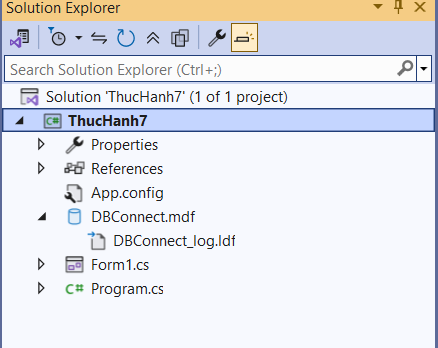 Solution Explorer
Search Solution Explorer (Ctrl+;)
Solution 'ThucHanh7' (1 of 1 project)
C# ThucHanh7
Properties
References
App.config
DBConnect.mdf
DBConnect_log.ldf
Form1.cs
C# Program.cs